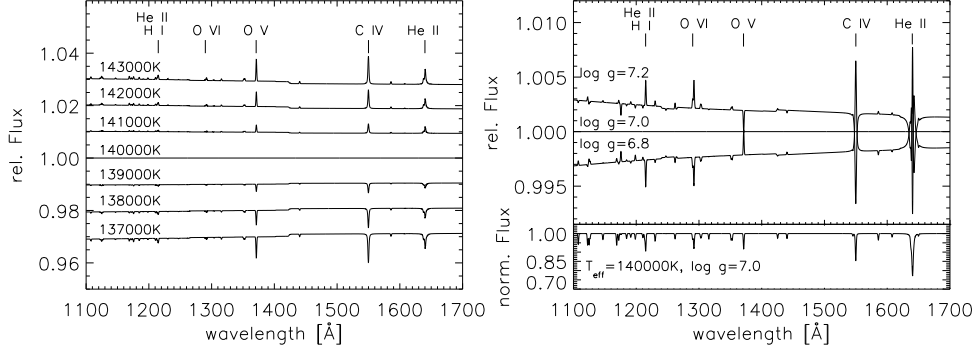 He II
H I O VI O V C IV He II
143000K
142000K
141000K
140000K
139000K
138000K
137000K
1.04
1.02
1.00
0.98
0.96
rel. Flux
1100 1200 1300 1400 1500 1600 1700
wavelength [Å]
He II
H I O VI O V C IV He II
log g=7.2
log g=7.0
log g=6.8
1.010
1.005
1.000
0.995
rel. Flux
1.00
0.85
0.70
norm. Flux
Teff=140000K, log g=7.0
1100 1200 1300 1400 1500 1600 1700
wavelength [Å]